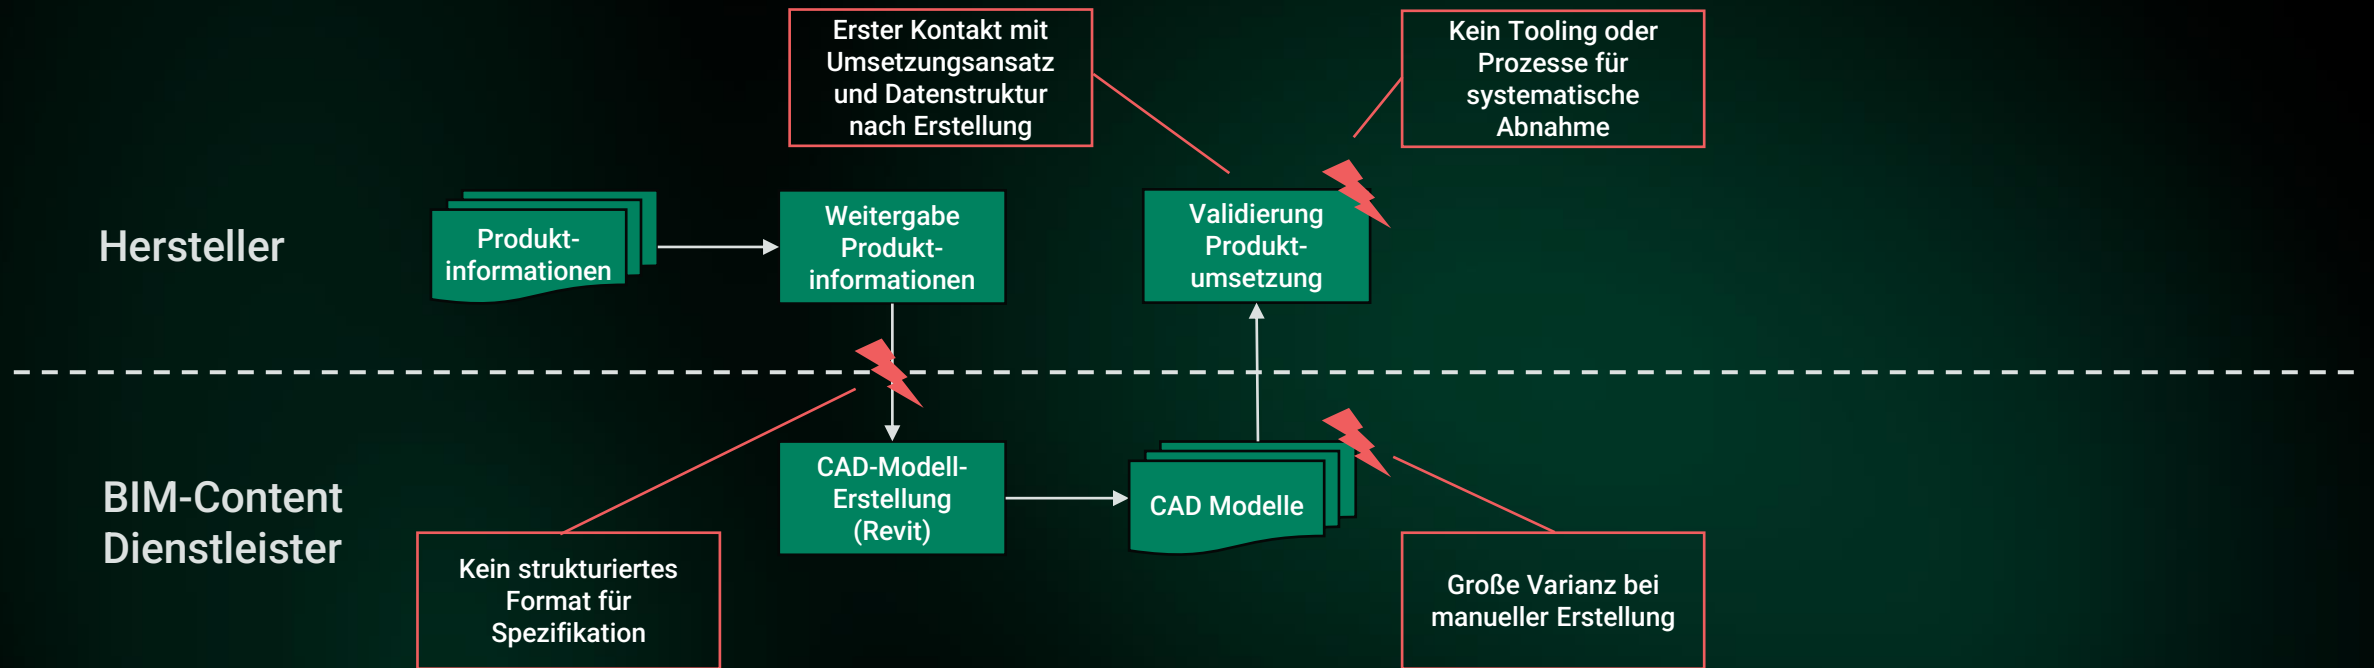 Erster Kontakt mit
Umsetzungsansatz
und Datenstruktur
nach Erstellung
Kein Tooling oder
Prozesse für
systematische
Abnahme
Hersteller
Produkt-
informationen
Weitergabe
Produkt-
informationen
Validierung
Produkt-
umsetzung
BIM-Content
Dienstleister
CAD-Modell-
Erstellung
(Revit)
CAD Modelle
Kein strukturiertes
Format für
Spezifikation
Große Varianz bei
manueller Erstellung